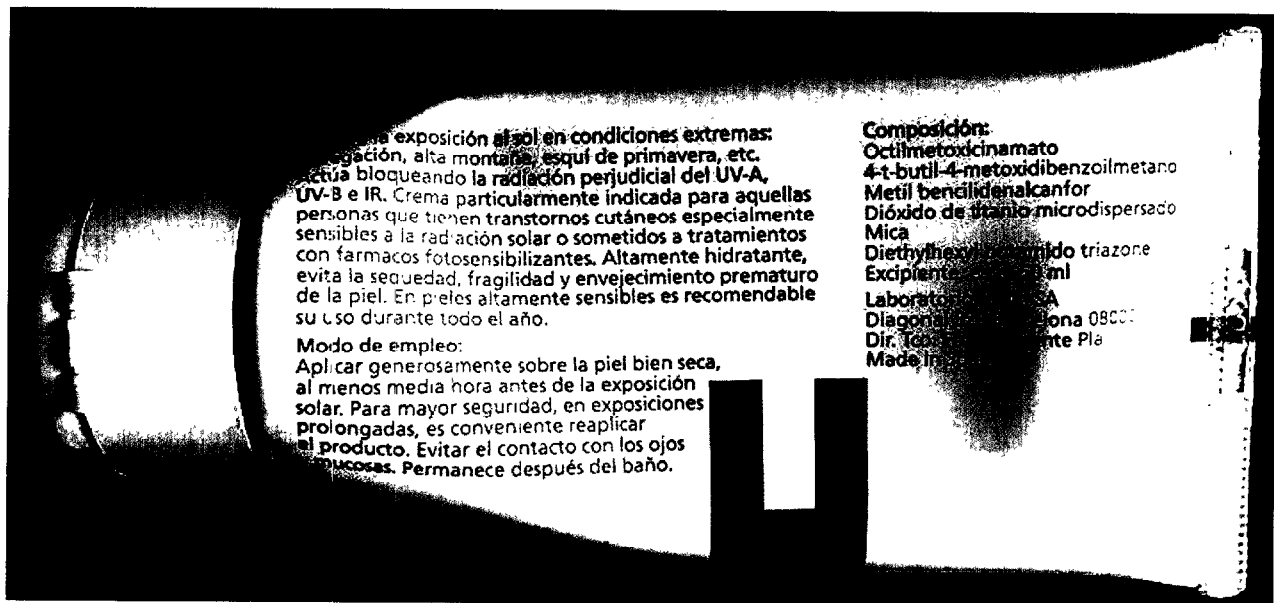 exposición al sol en condiciones extremas:
alta montaña, esquí de primavera, etc.
Actúa bloqueando la radiación perjudicial del UV-A,
UV-B e IR. Crema particularmente indicada para aquellas
personas que tienen transtornos cutáneos especialmente
sensibles a la radiación solar o sometidos a tratamientos
con farmacos fotosensibilizantes. Altamente hidratante,
evita la sequedad, fragilidad y envejecimiento prematuro
de la piel. En pieles altamente sensibles es recomendable
su uso durante todo el año.
Modo de empleo:
Aplicar generosamente sobre la piel bien seca,
al menos media hora antes de la exposición
solar. Para mayor seguridad, en exposiciones
prolongadas, es conveniente reaplicar
el producto. Evitar el contacto con los ojos
mucosas. Permanece después del baño.
Composición:
Octilmetoxicinamato
4-t-butil-4-metoxidibenzoilmetano
Metil bencilidenalcanfor
Dióxido de titanio microdispersado
Mica
triazone
Excipiente ml
Dir. Pla
Made in